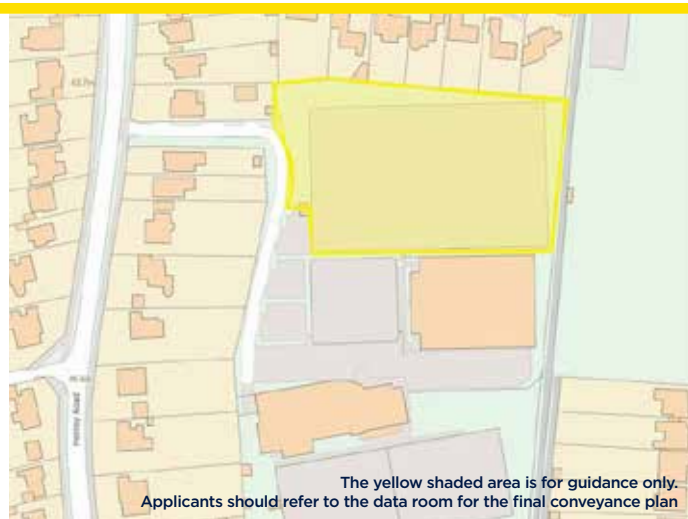 The yellow shaded area is for guidance only.
Applicants should refer to the data room for the final conveyance plan